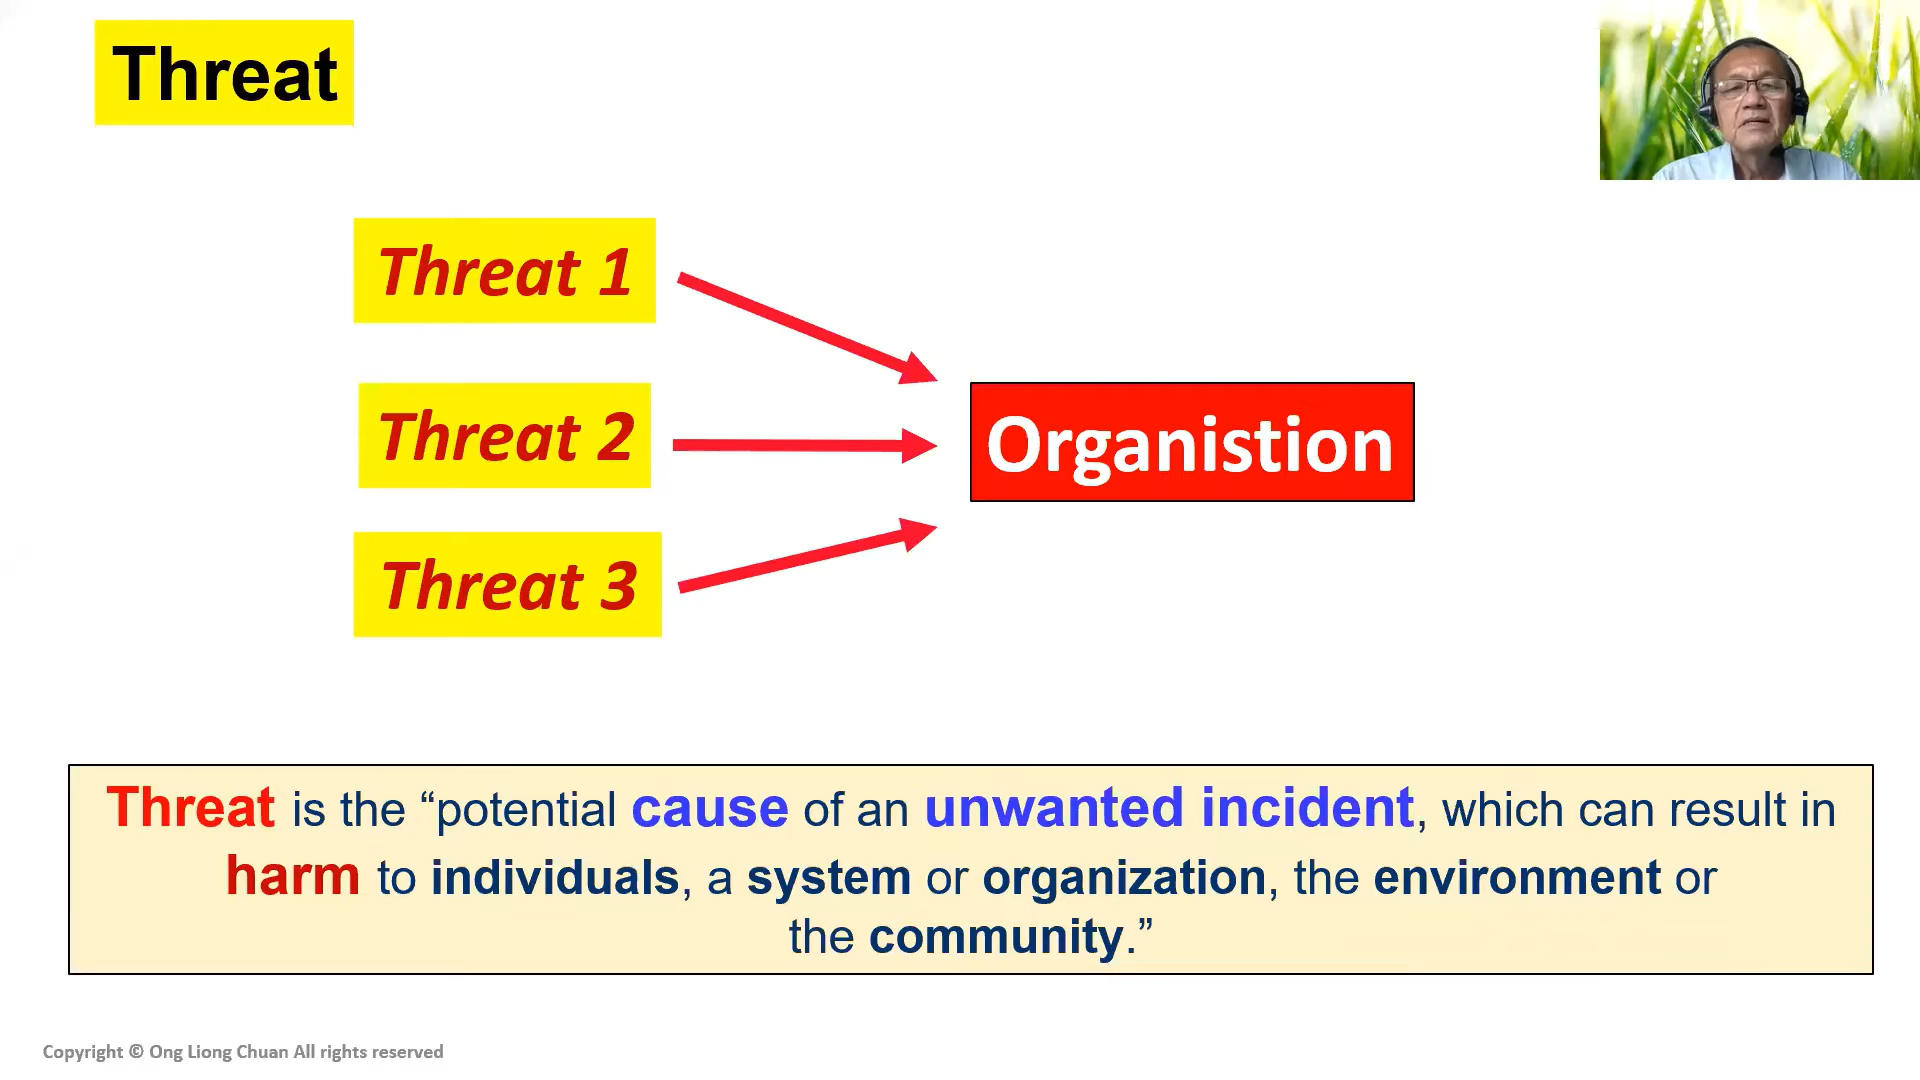 Threat
Threat 1
Threat 2
Threat 3
Organistion
Threat is the “potential cause of an unwanted incident, which can result in
harm to individuals, a system or organization, the environment or
the community.”
Copyright © Ong Liong Chuan All rights reserved